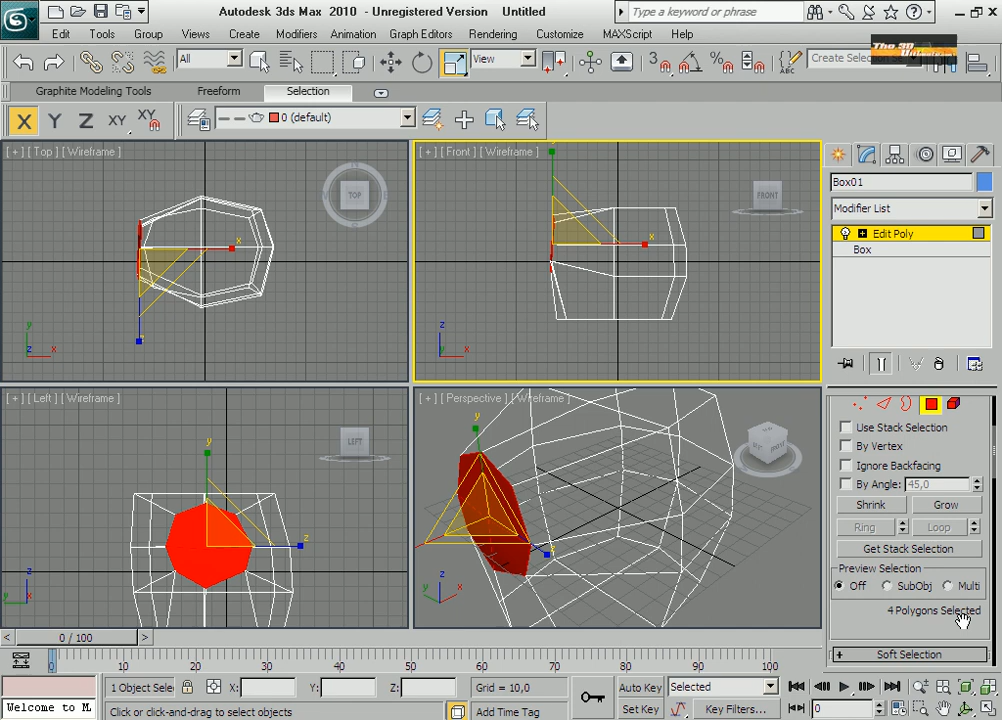 Autodesk 3ds Max 2010 - Unregistered Version Untitled
Type a keyword or phrase
Edit Tools Group Views Create Modifiers Animation Graph Editors Rendering Customize MAXScript Help
All View 3 Create Se
Graphite Modeling Tools Freeform Selection
X Y Z XY XY 0 (default)
[ + ] [ Top ] [ Wireframe ]
TOP
x
y
z x
[ + ] [ Front ] [ Wireframe ]
FRONT
x
z
y x
Box01
Modifier List
Edit Poly
Box
[ + ] [ Left ] [ Wireframe ]
LEFT
y
z
[ + ] [ Perspective ] [ Wireframe ]
y
z
Use Stack Selection
By Vertex
Ignore Backfacing
By Angle: 45,0
Shrink Grow
Ring Loop
Get Stack Selection
Preview Selection
Off SubObj Multi
4 Polygons Selected
+ Soft Selection
< 0 / 100 >
0 10 20 30 40 50 60 70 80 90 100
1 Object Sele X: Y: Z: Grid = 10,0 Auto Key Selected
Welcome to M. Click or click-and-drag to select objects Add Time Tag Set Key Key Filters... 0